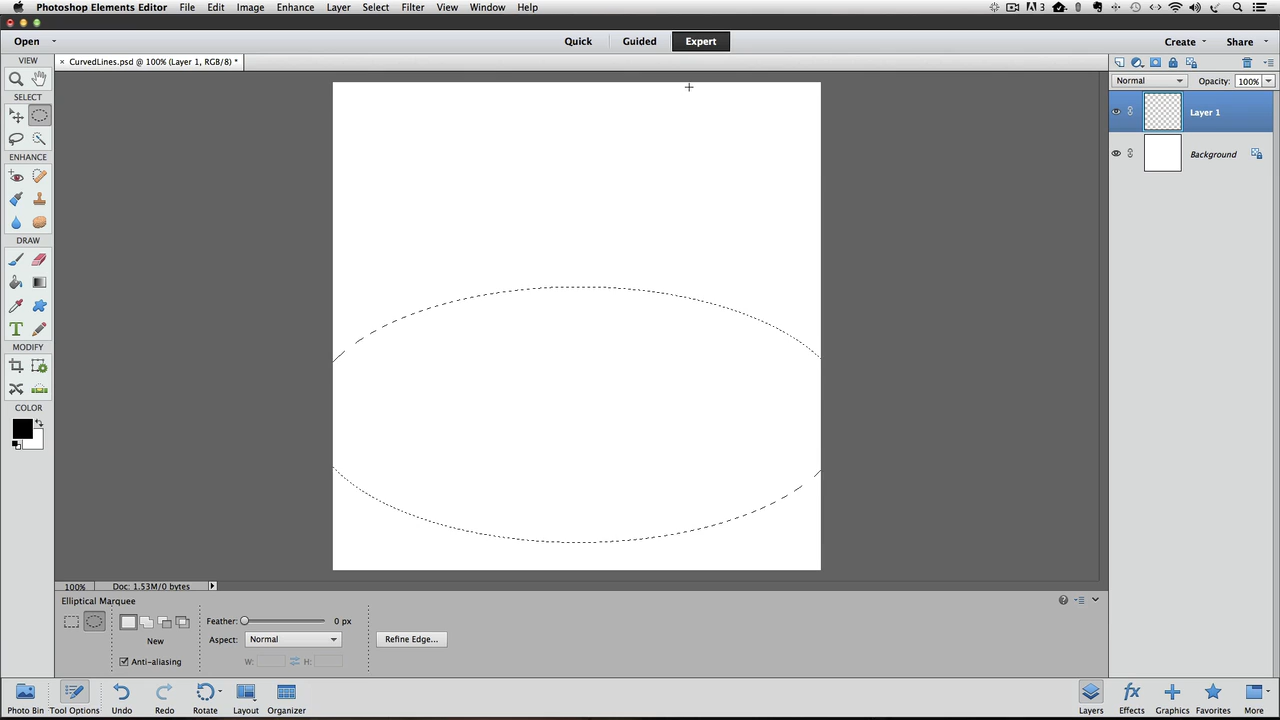 Photoshop Elements Editor File Edit Image Enhance Layer Select Filter View Window Help 3
Open Quick Guided Expert Create Share
VIEW
× CurvedLines.psd @ 100% (Layer 1, RGB/8) *
SELECT
ENHANCE
DRAW
T
MODIFY
COLOR
Normal Opacity: 100%
Layer 1
Background
100% Doc: 1.53M/0 bytes
Elliptical Marquee
New
Anti-aliasing
Feather: 0 px
Aspect: Normal
W: H:
Refine Edge...
Photo Bin Tool Options Undo Redo Rotate Layout Organizer Layers Effects Graphics Favorites More